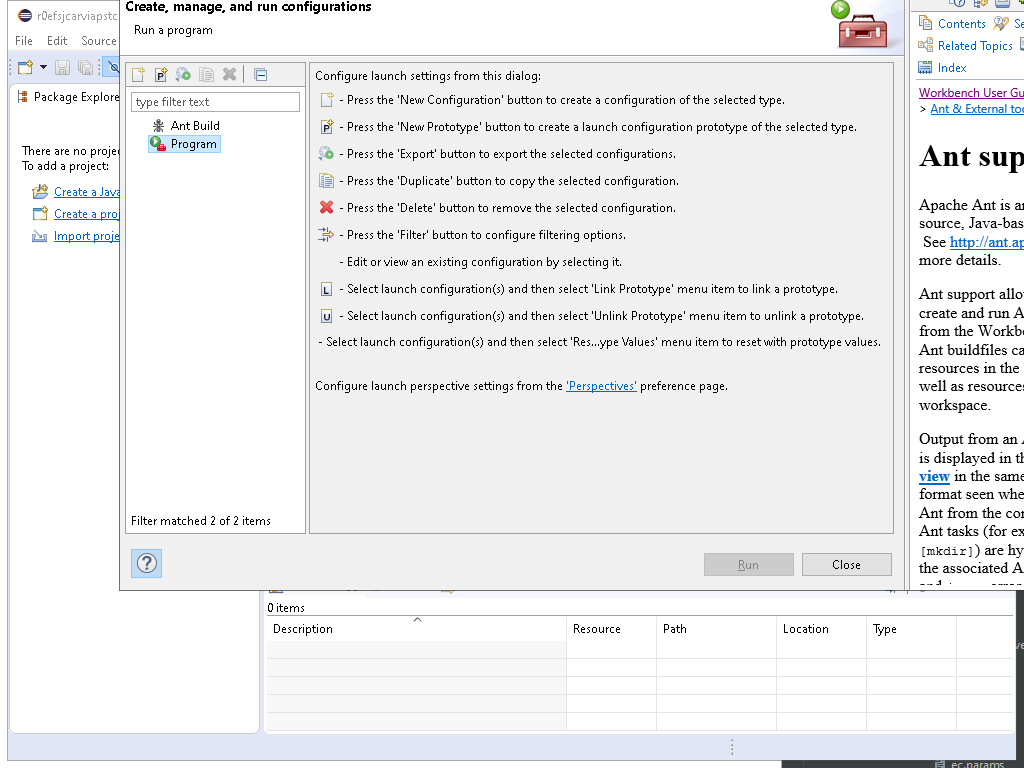 r0efsjcarviapstc
File Edit Source
Package Explore
There are no projec
To add a project:
Create a Java
Create a proj
Import proje
Create, manage, and run configurations
Run a program
type filter text
Ant Build
Program
Filter matched 2 of 2 items
Configure launch settings from this dialog:
- Press the 'New Configuration' button to create a configuration of the selected type.
- Press the 'New Prototype' button to create a launch configuration prototype of the selected type.
- Press the 'Export' button to export the selected configurations.
- Press the 'Duplicate' button to copy the selected configuration.
- Press the 'Delete' button to remove the selected configuration.
- Press the 'Filter' button to configure filtering options.
- Edit or view an existing configuration by selecting it.
- Select launch configuration(s) and then select 'Link Prototype' menu item to link a prototype.
- Select launch configuration(s) and then select 'Unlink Prototype' menu item to unlink a prototype.
- Select launch configuration(s) and then select 'Res...ype Values' menu item to reset with prototype values.
Configure launch perspective settings from the 'Perspectives' preference page.
Run Close
Contents Se
Related Topics
Index
Workbench User Gu
> Ant & External too
Ant sup
Apache Ant is an
source, Java-bas
See http://ant.ap
more details.
Ant support allo
create and run A
from the Workbe
Ant buildfiles ca
resources in the
well as resources
workspace.
Output from an A
is displayed in th
view in the same
format seen whe
Ant from the con
Ant tasks (for ex
[mkdir]) are hy
the associated A
0 items
Description Resource Path Location Type
ec.params